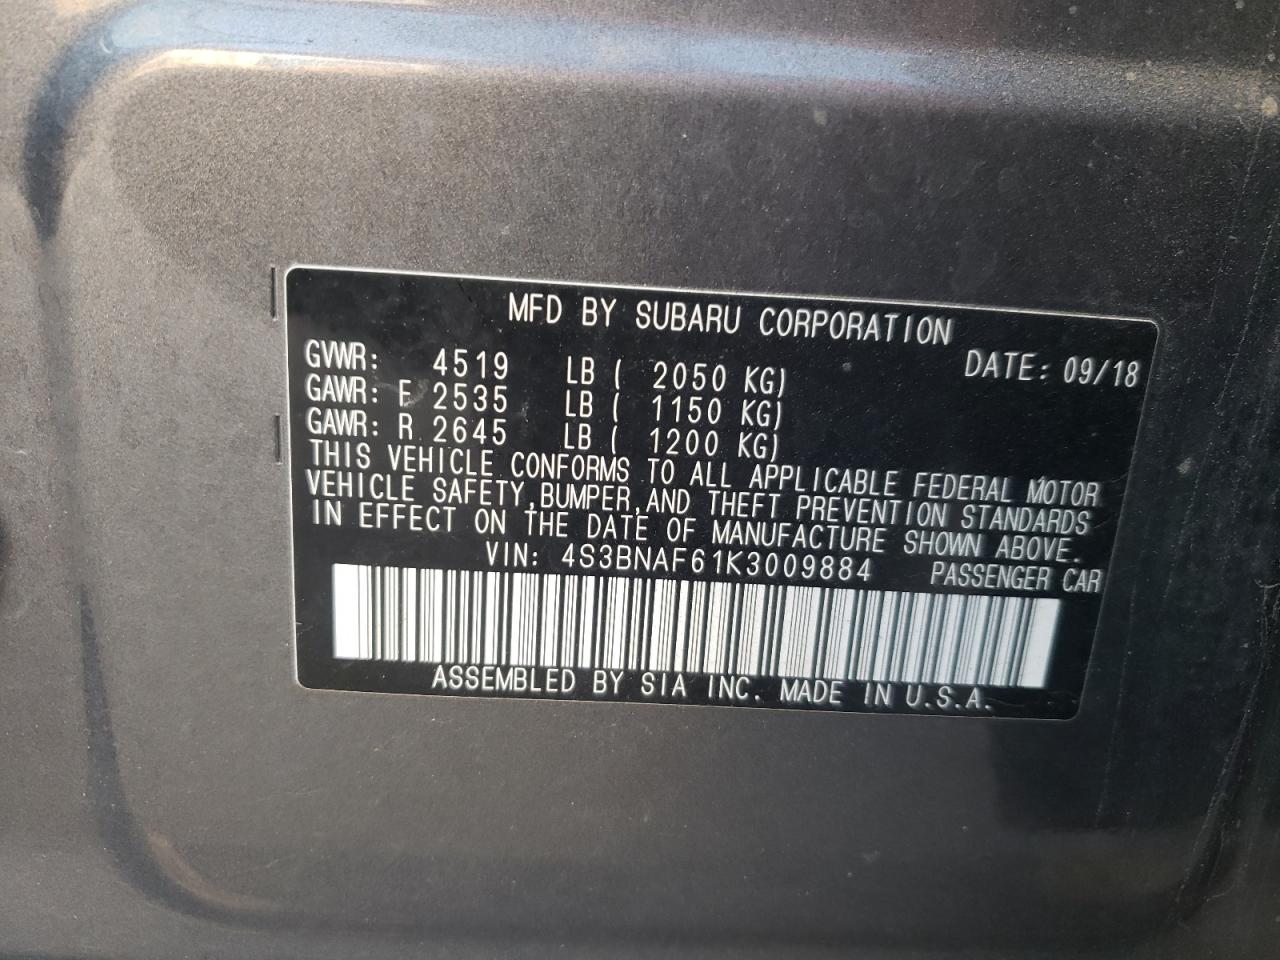 MFD BY SUBARU CORPORATION
DATE: 09/18
GVWR: 4519 LB ( 2050 KG)
GAWR: F 2535 LB ( 1150 KG)
GAWR: R 2645 LB ( 1200 KG)
THIS VEHICLE CONFORMS TO ALL APPLICABLE FEDERAL MOTOR
VEHICLE SAFETY,BUMPER,AND THEFT PREVENTION STANDARDS
IN EFFECT ON THE DATE OF MANUFACTURE SHOWN ABOVE.
VIN: 4S3BNAF61K3009884 PASSENGER CAR
ASSEMBLED BY SIA INC. MADE IN U.S.A.